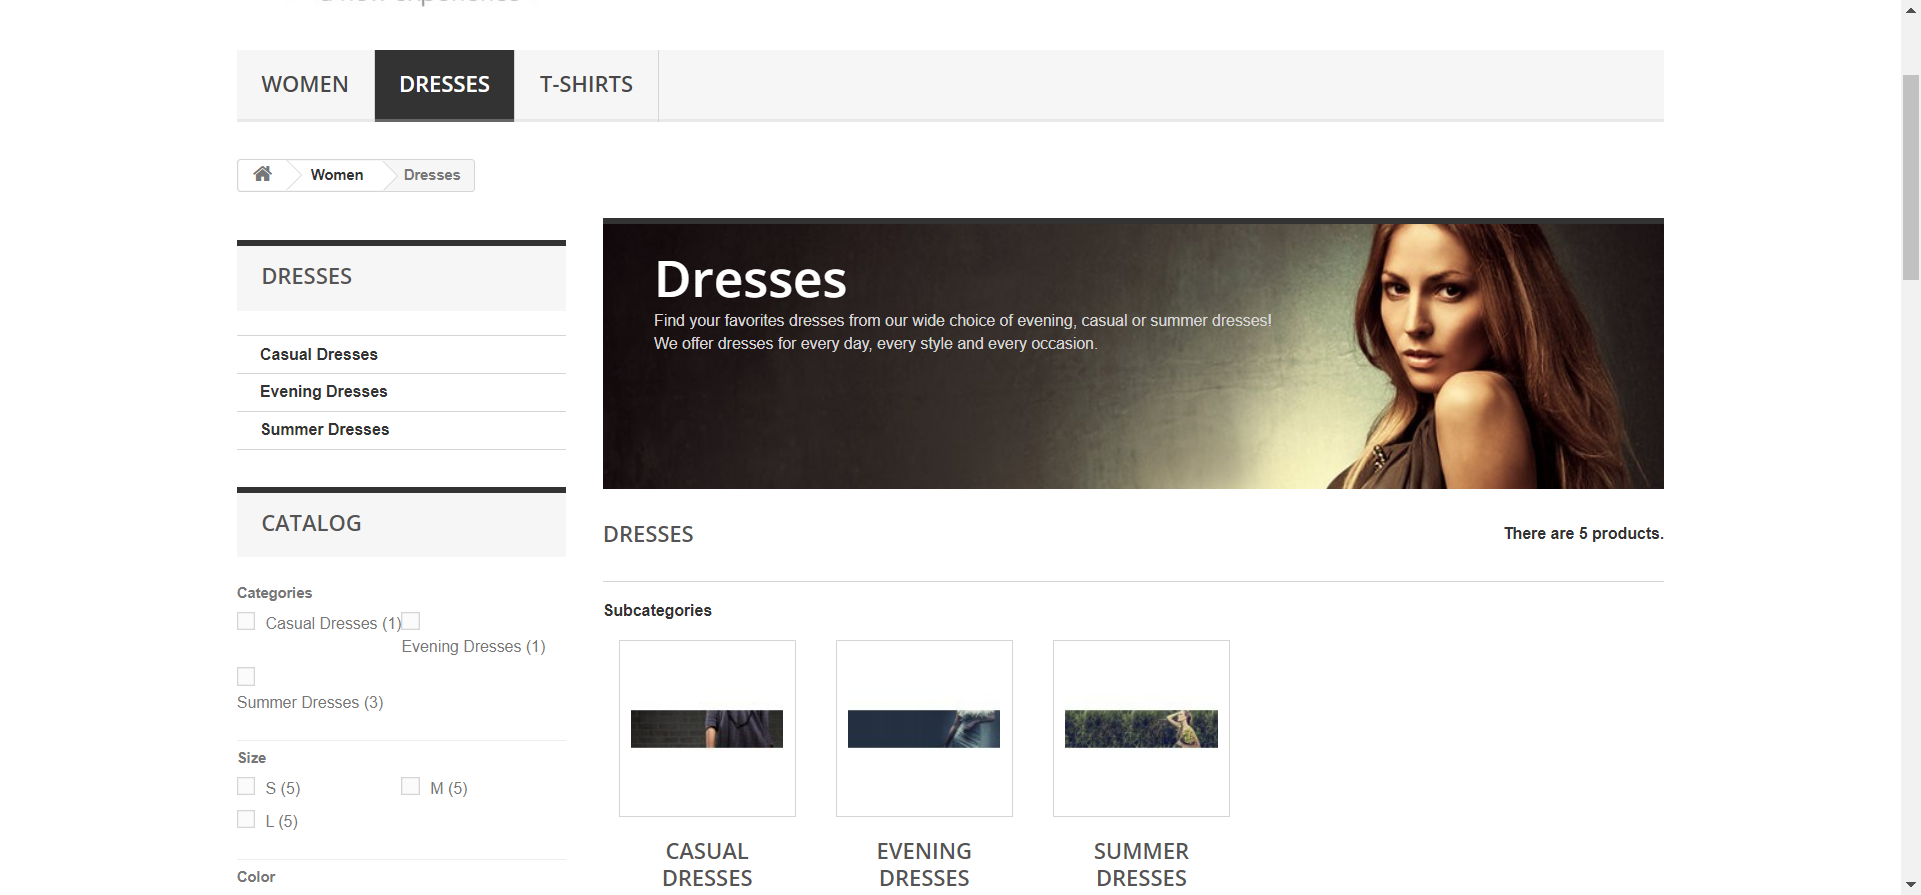 a new experience
WOMEN
DRESSES
T-SHIRTS
Women
Dresses
DRESSES
Casual Dresses
Evening Dresses
Summer Dresses
CATALOG
Categories
Casual Dresses (1)
Evening Dresses (1)
Summer Dresses (3)
Size
S (5)
M (5)
L (5)
Color
Dresses
Find your favorites dresses from our wide choice of evening, casual or summer dresses!
We offer dresses for every day, every style and every occasion.
DRESSES
There are 5 products.
Subcategories
CASUAL
DRESSES
EVENING
DRESSES
SUMMER
DRESSES